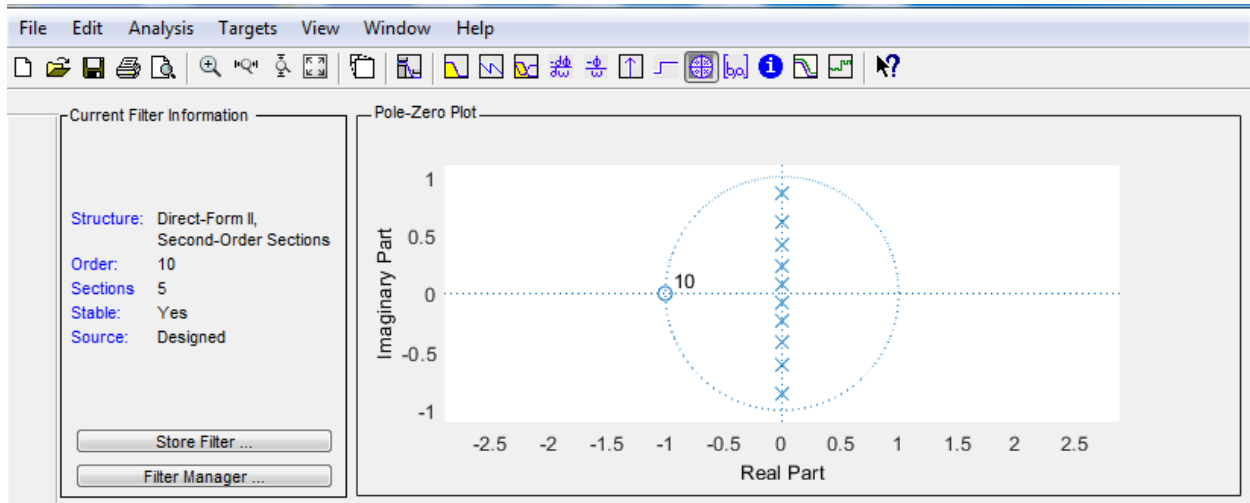 File Edit Analysis Targets View Window Help
Current Filter Information
Structure: Direct-Form II,
Second-Order Sections
Order: 10
Sections 5
Stable: Yes
Source: Designed
Store Filter ...
Filter Manager ...
Pole-Zero Plot
Imaginary Part
1
0.5
0
-0.5
-1
10
-2.5 -2 -1.5 -1 -0.5 0 0.5 1 1.5 2 2.5
Real Part